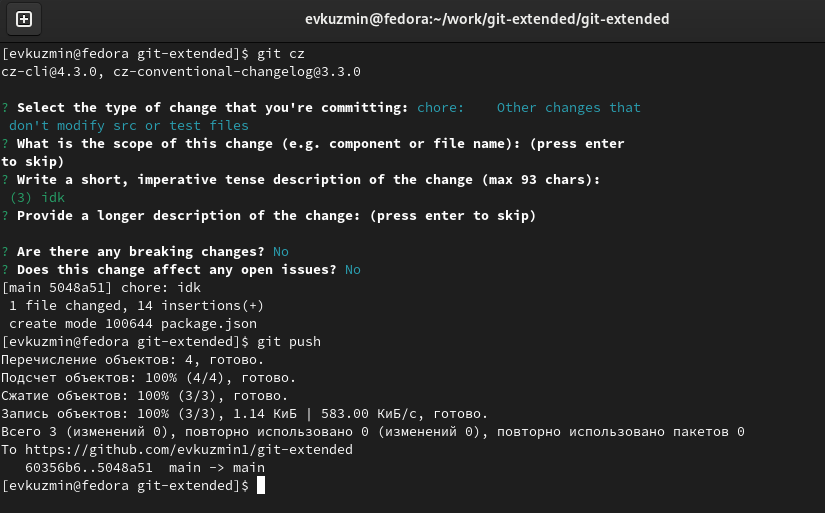 evkuzmin@fedora:~/work/git-extended/git-extended
[evkuzmin@fedora git-extended]$ git cz
cz-cli@4.3.0, cz-conventional-changelog@3.3.0
? Select the type of change that you're committing: chore:    Other changes that
don't modify src or test files
? What is the scope of this change (e.g. component or file name): (press enter
to skip)
? Write a short, imperative tense description of the change (max 93 chars):
(3) idk
? Provide a longer description of the change: (press enter to skip)
? Are there any breaking changes? No
? Does this change affect any open issues? No
[main 5048a51] chore: idk
1 file changed, 14 insertions(+)
create mode 100644 package.json
[evkuzmin@fedora git-extended]$ git push
Перечисление объектов: 4, готово.
Подсчет объектов: 100% (4/4), готово.
Сжатие объектов: 100% (3/3), готово.
Запись объектов: 100% (3/3), 1.14 КиБ | 583.00 КиБ/с, готово.
Всего 3 (изменений 0), повторно использовано 0 (изменений 0), повторно использовано пакетов 0
To https://github.com/evkuzmin1/git-extended
60356b6..5048a51  main -> main
[evkuzmin@fedora git-extended]$